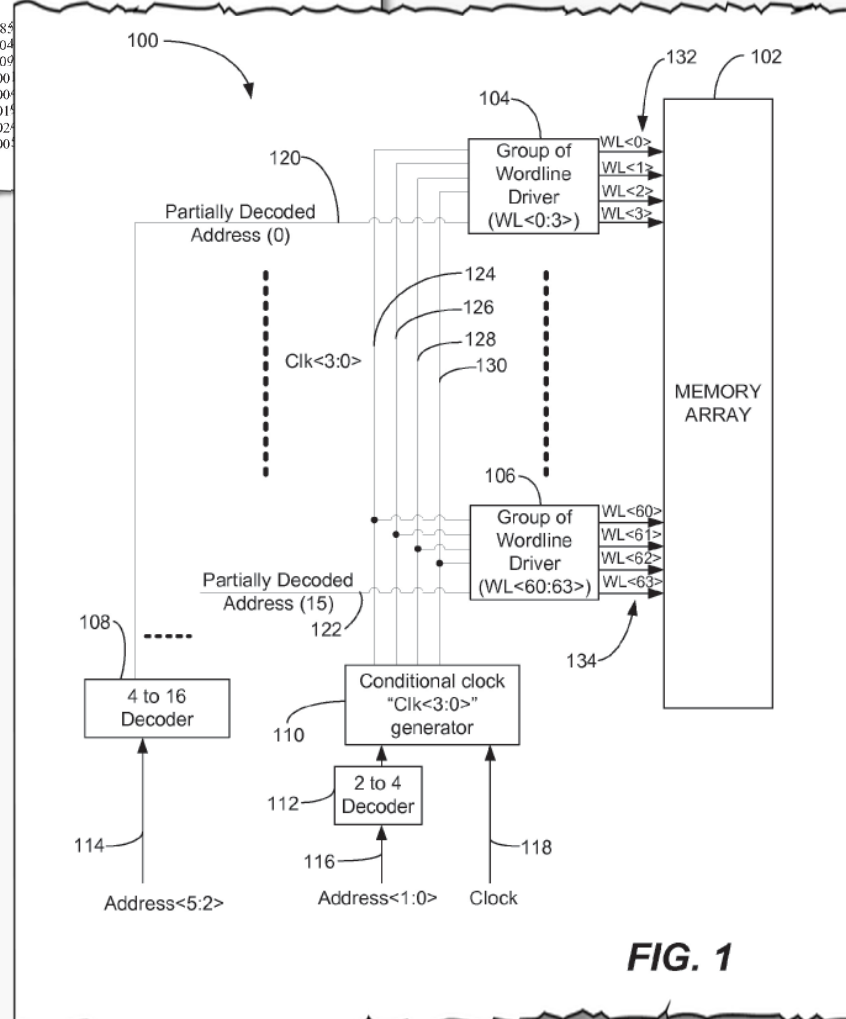 100
132
102
104
WL<0>
Group of
Wordline
Driver
(WL<0:3>)
WL<1>
WL<2>
WL<3>
120
Partially Decoded
Address (0)
124
126
Clk<3:0>
128
130
MEMORY
ARRAY
106
WL<60>
Group of
Wordline
Driver
(WL<60:63>)
WL<61>
WL<62>
WL<63>
Partially Decoded
Address (15)
122
108
134
4 to 16
Decoder
Conditional clock
"Clk<3:0>"
generator
110
2 to 4
Decoder
112
114
116
118
Address<5:2>
Address<1:0>
Clock
FIG. 1